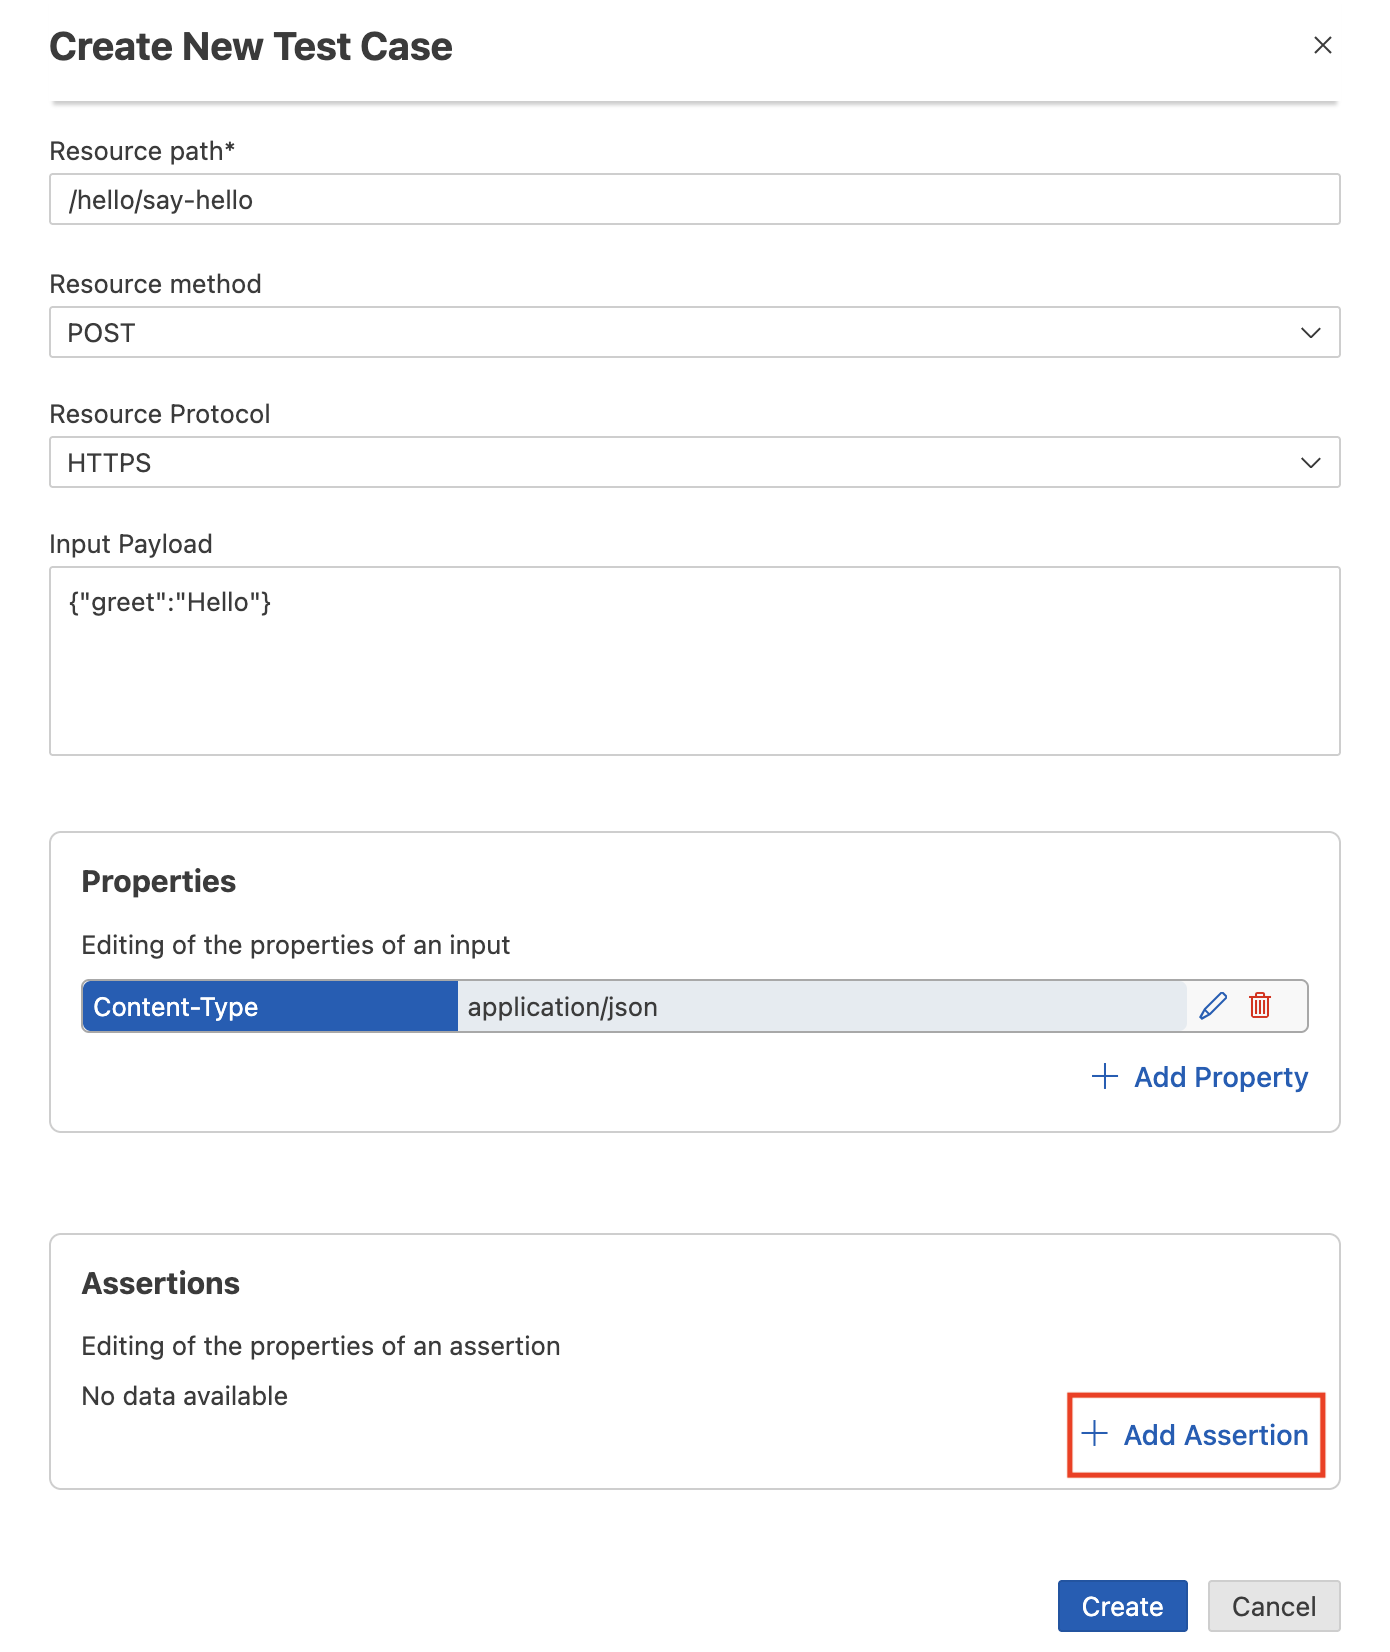 Create New Test Case
Resource path*
/hello/say-hello
Resource method
POST
Resource Protocol
HTTPS
Input Payload
{"greet":"Hello"}
Properties
Editing of the properties of an input
Content-Type application/json
Add Property
Assertions
Editing of the properties of an assertion
No data available
Add Assertion
Create Cancel